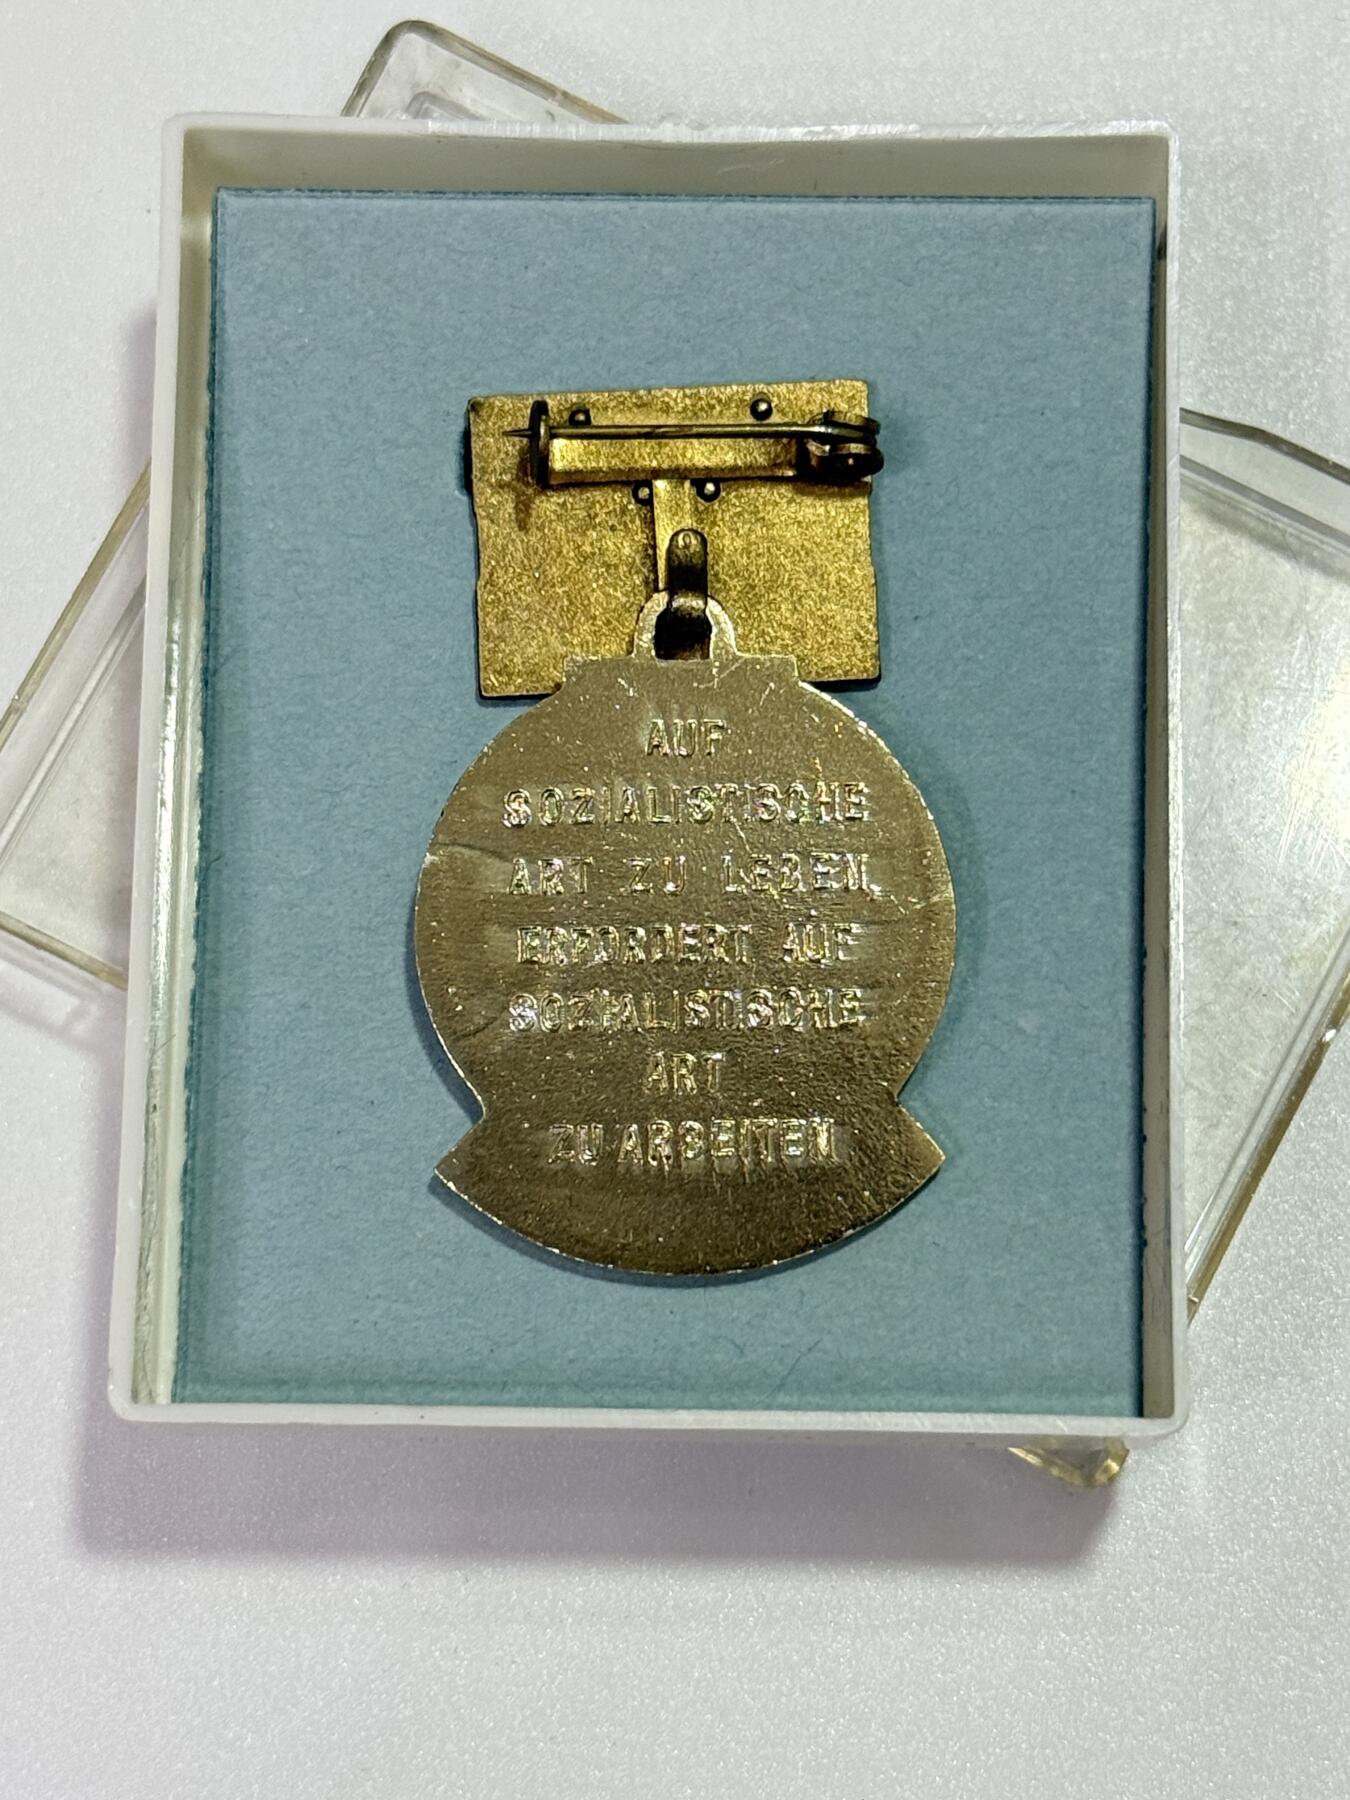 AUF
SOZIALISTISCHE
ART ZU LEBEN,
ERFORDERT AUF
SOZIALISTISCHE
ART
ZU ARBEITEN